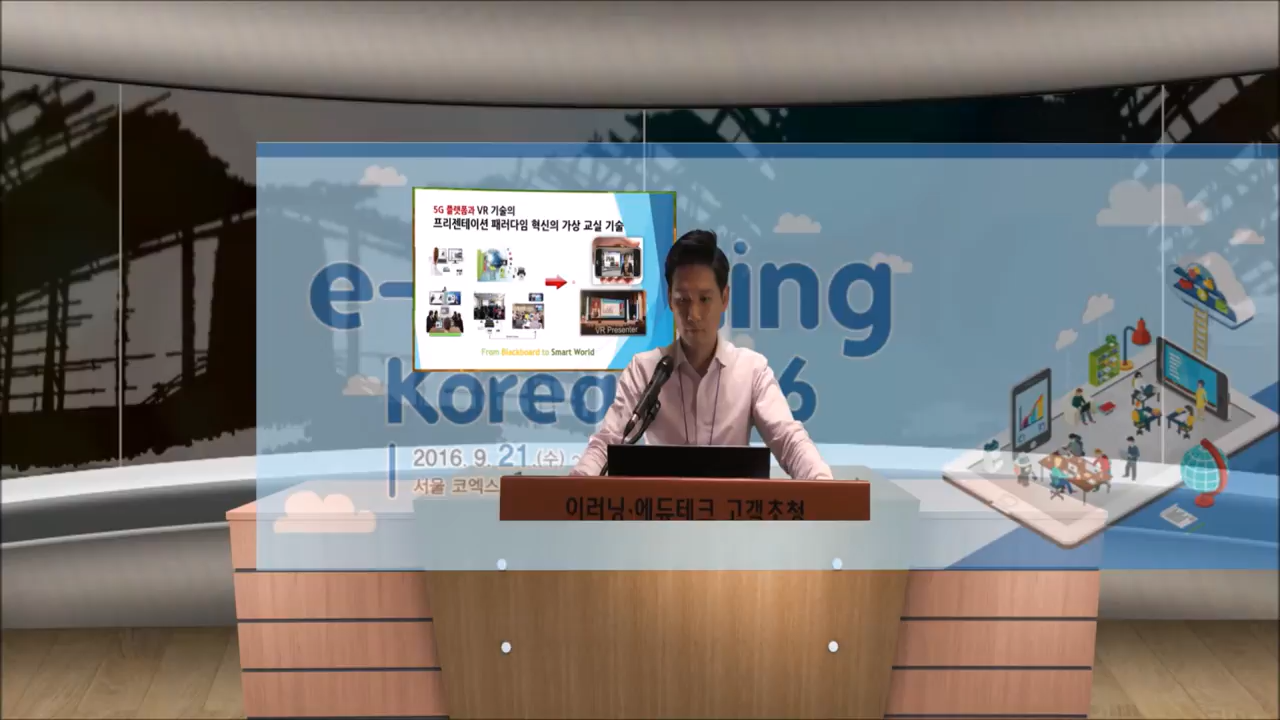 5G 플랫폼과 VR 기술의
프리젠테이션 패러다임 혁신의 가상 교실 기술
VR Presenter
From Blackboard to Smart World
e- ing
Korea 6
2016. 9. 21.(수) ~
서울 코엑스
이러닝·에듀테크 고객초청